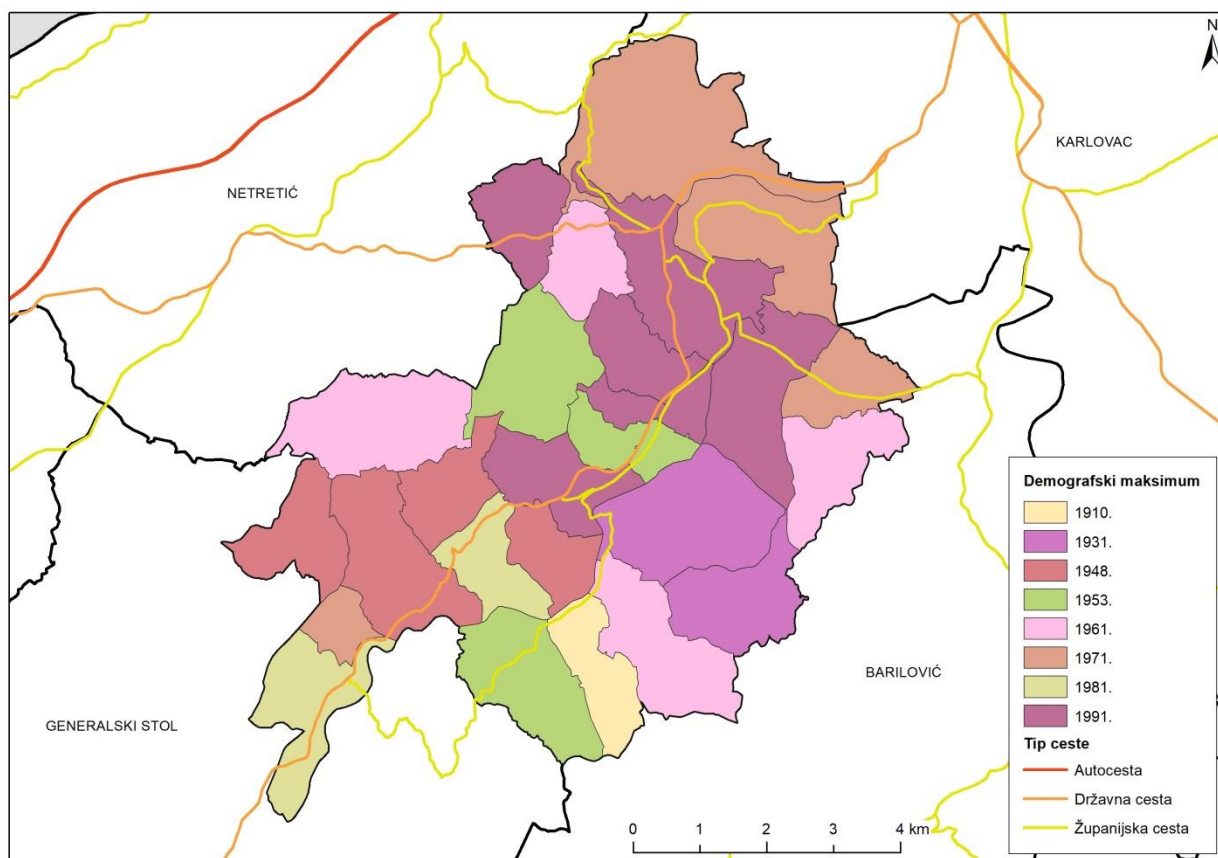 N
KARLOVAC
NETRETIĆ
BARILOVIĆ
GENERALSKI STOL
Demografski maksimum
1910.
1931.
1948.
1953.
1961.
1971.
1981.
1991.
Tip ceste
Autocesta
Državna cesta
Županijska cesta
0 1 2 3 4 km